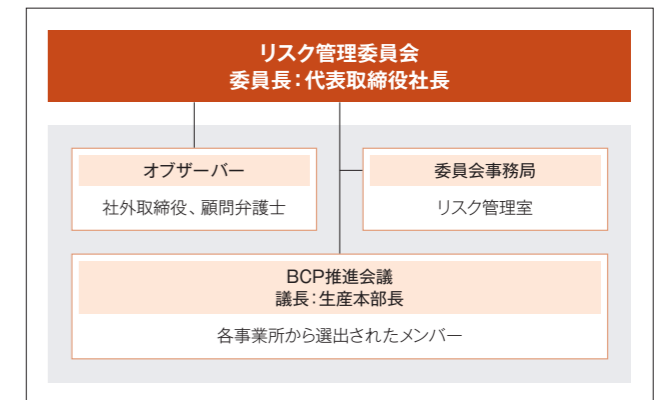 リスク管理委員会
委員長：代表取締役社長
オブザーバー
社外取締役、顧問弁護士
委員会事務局
リスク管理室
BCP推進会議
議長：生産本部長
各事業所から選出されたメンバー